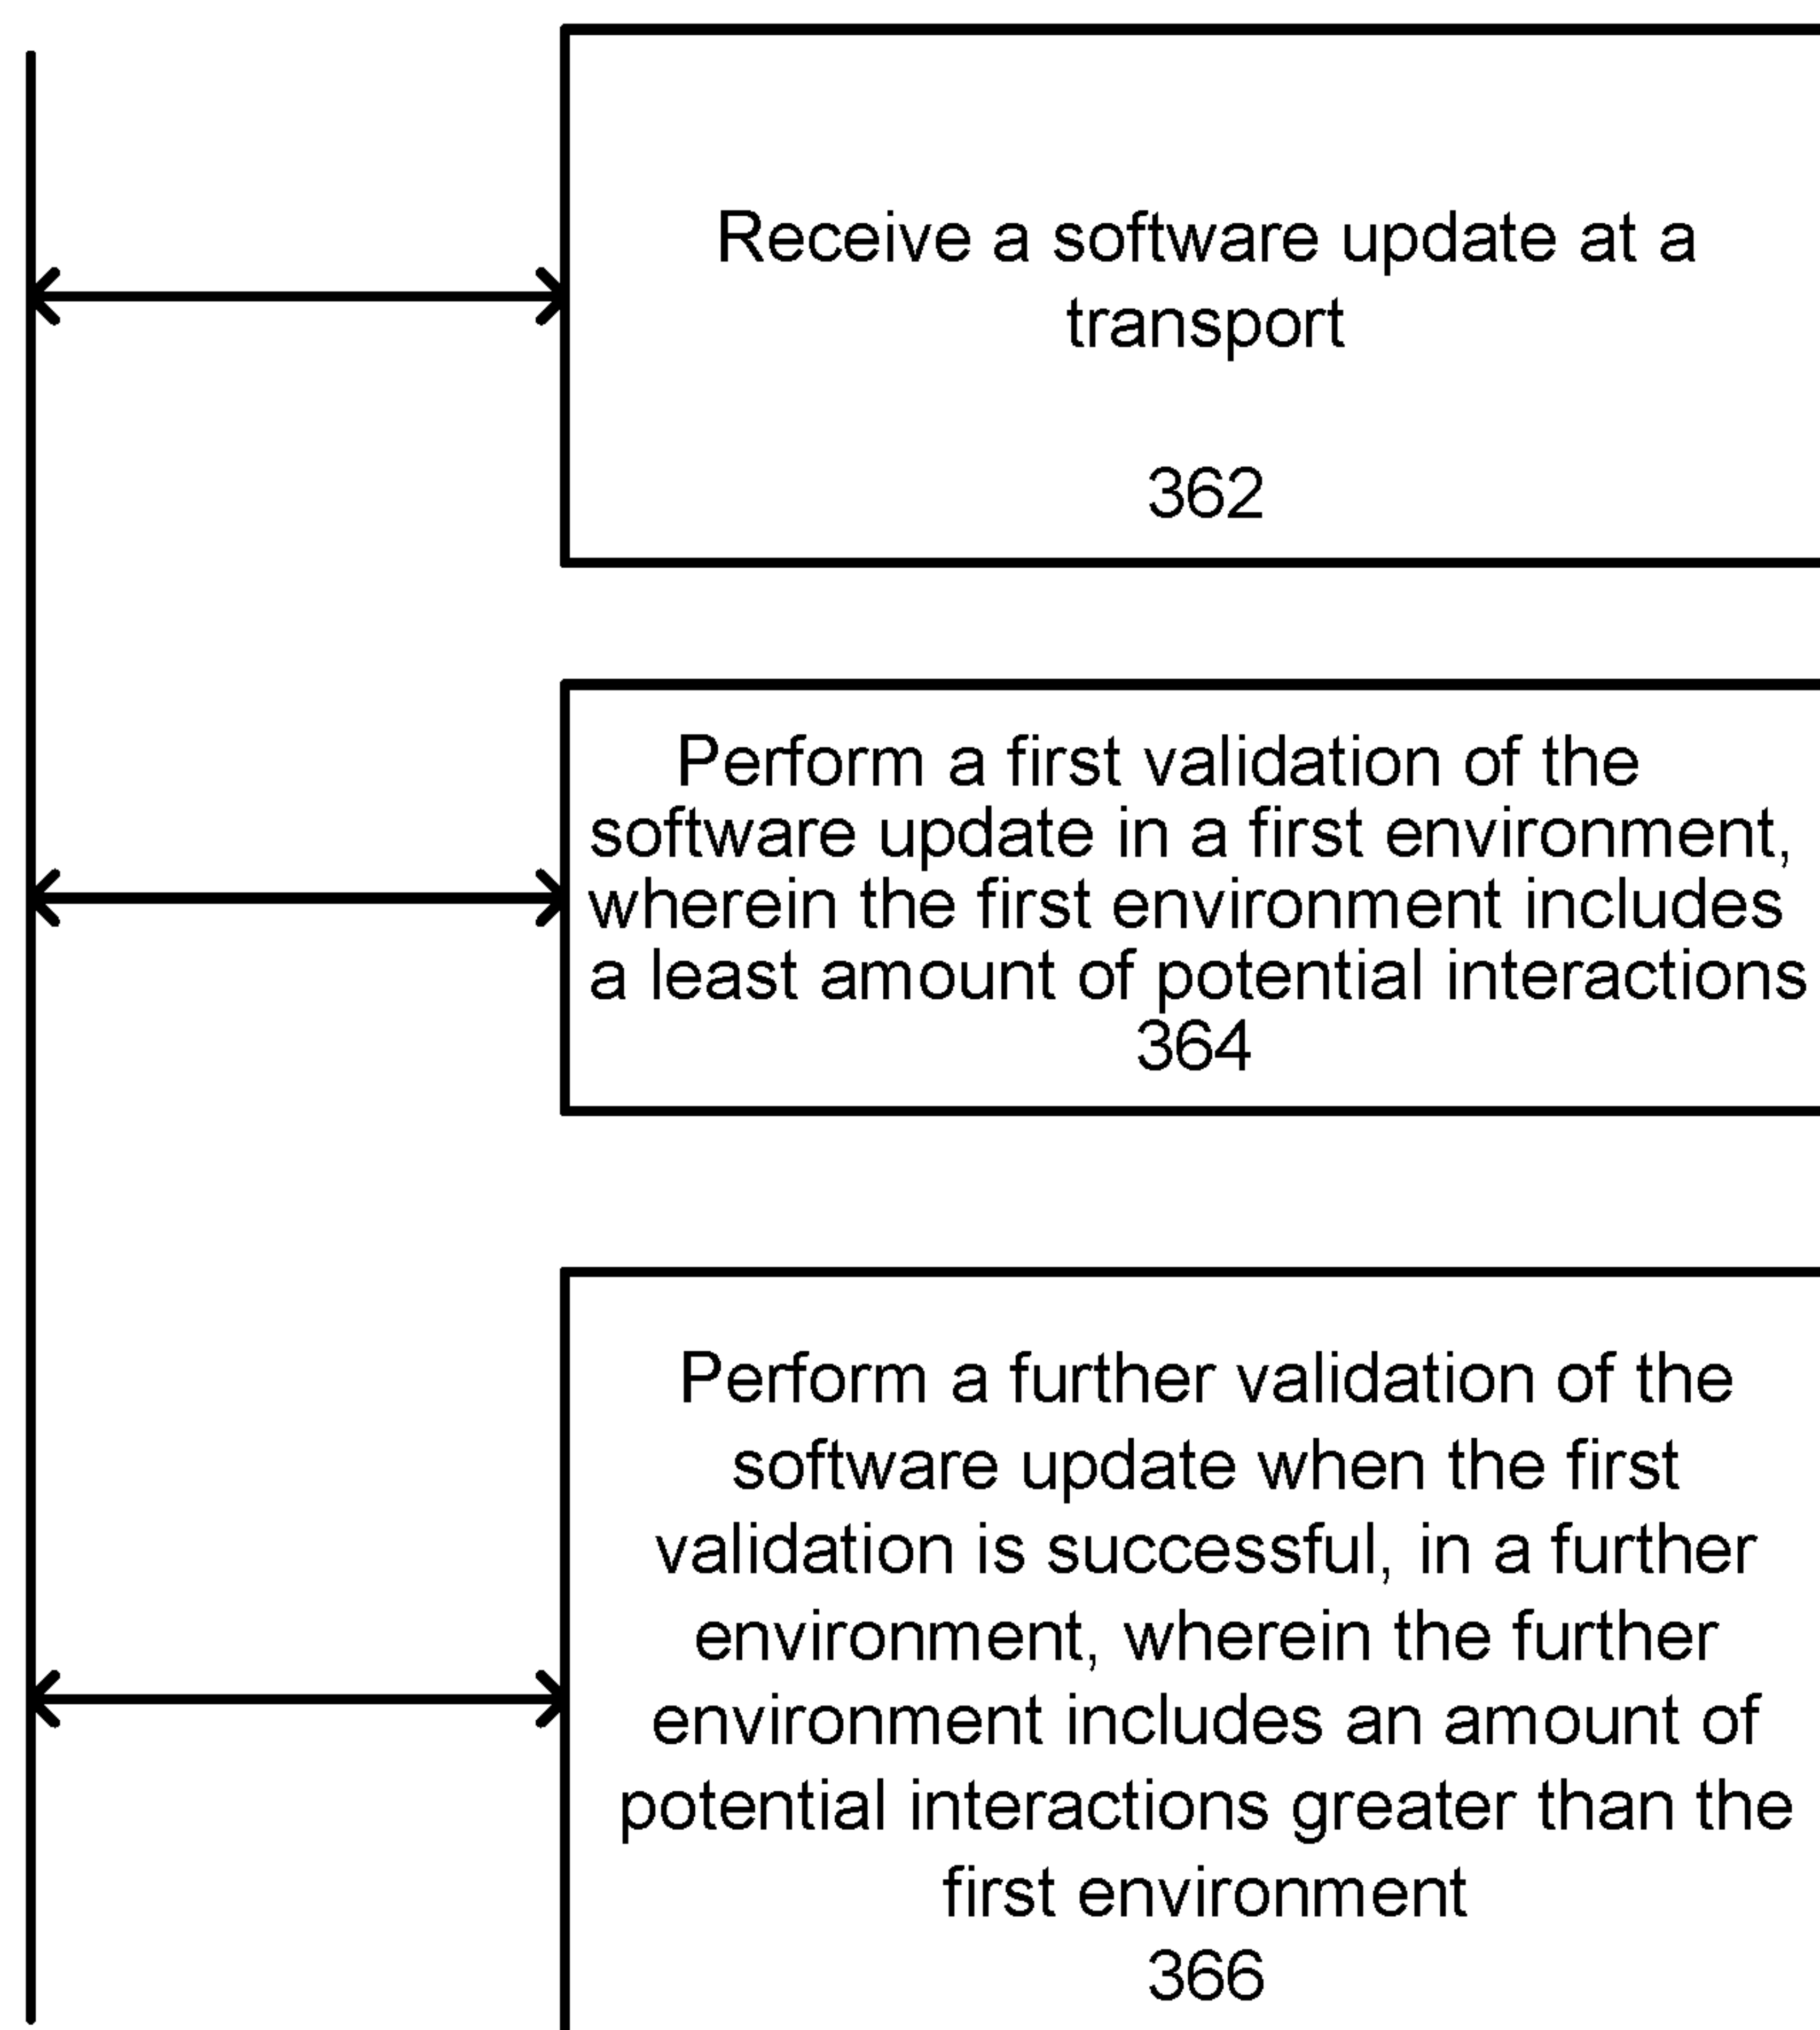 Receive a software update at a
transport
362
Perform a first validation of the
software update in a first environment,
wherein the first environment includes
a least amount of potential interactions
364
Perform a further validation of the
software update when the first
validation is successful, in a further
environment, wherein the further
environment includes an amount of
potential interactions greater than the
first environment
366